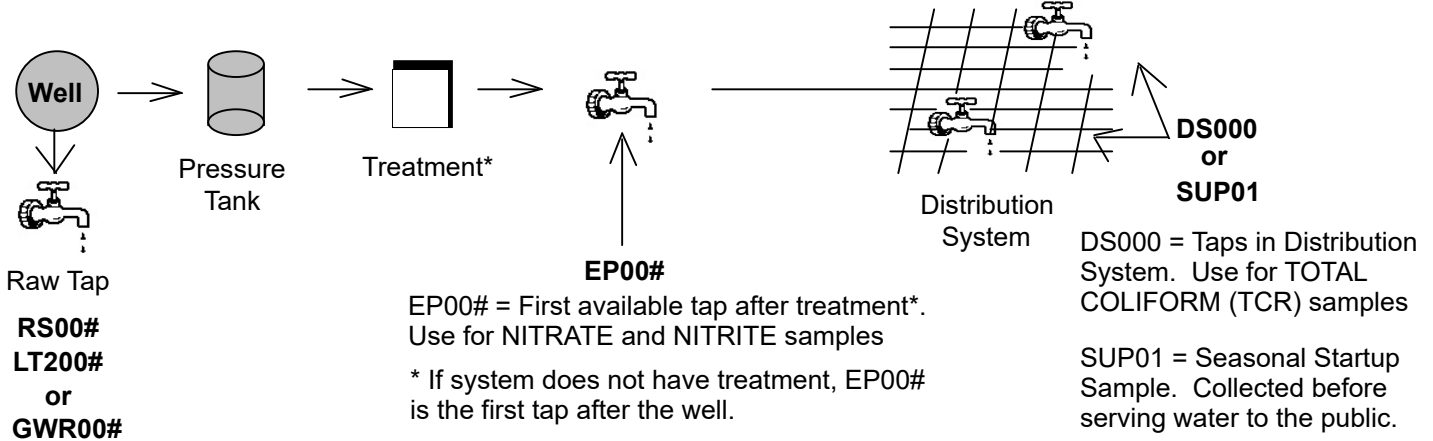 Well
Pressure
Tank
Treatment*
Raw Tap
RS00#
LT200#
or
GWR00#
EP00#
EP00# = First available tap after treatment*.
Use for NITRATE and NITRITE samples
* If system does not have treatment, EP00#
is the first tap after the well.
Distribution
System
DS000
or
SUP01
DS000 = Taps in Distribution
System. Use for TOTAL
COLIFORM (TCR) samples
SUP01 = Seasonal Startup
Sample. Collected before
serving water to the public.